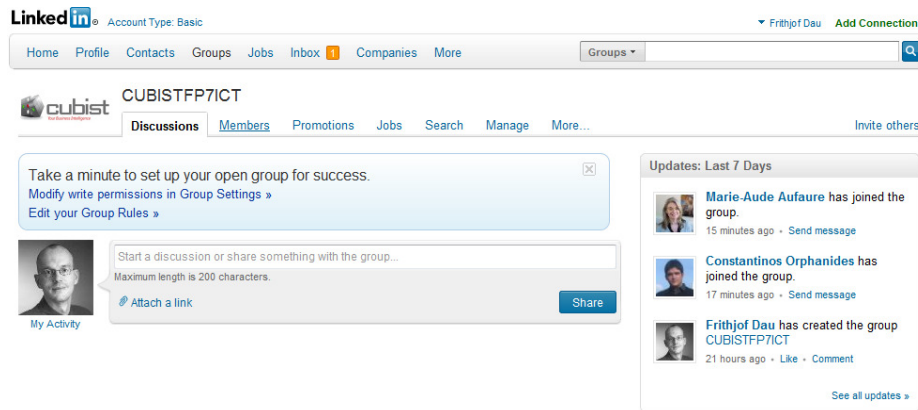 Linked in® Account Type: Basic
Frithjof Dau Add Connection
Home Profile Contacts Groups Jobs Inbox 1 Companies More
Groups
cubist
CUBISTFP7ICT
Discussions Members Promotions Jobs Search Manage More...
Invite others
Take a minute to set up your open group for success.
Modify write permissions in Group Settings »
Edit your Group Rules »
Start a discussion or share something with the group...
Maximum length is 200 characters.
Attach a link
Share
My Activity
Updates: Last 7 Days
Marie-Aude Aufaure has joined the
group.
15 minutes ago • Send message
Constantinos Orphanides has
joined the group.
17 minutes ago • Send message
Frithjof Dau has created the group
CUBISTFP7ICT
21 hours ago • Like • Comment
See all updates »